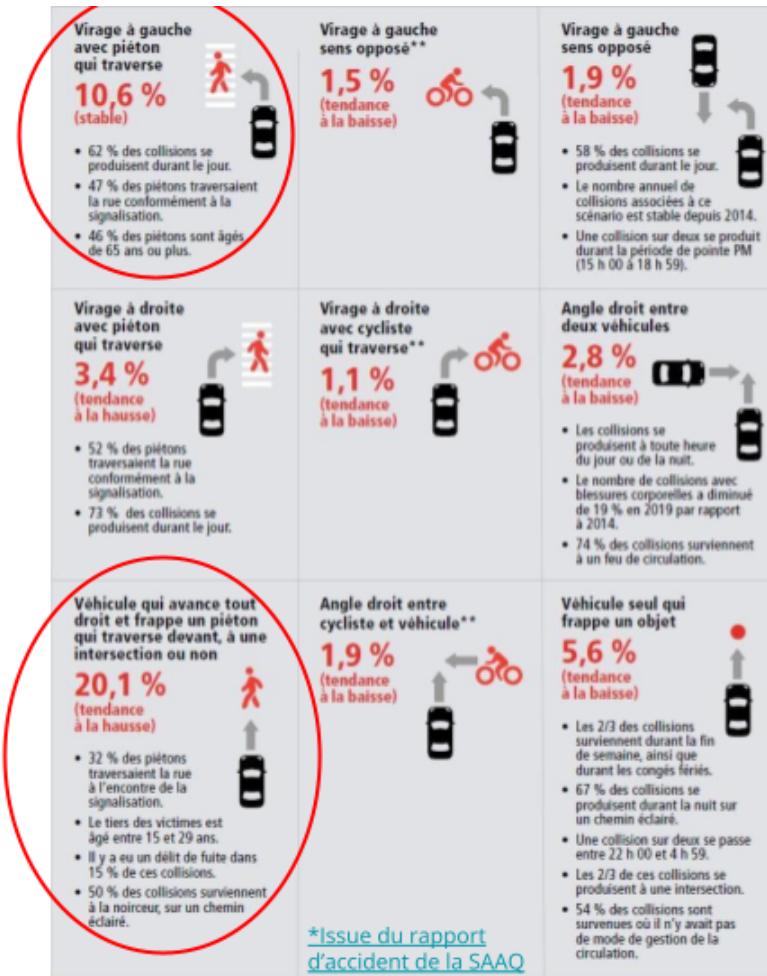 Virage à gauche
avec piéton
qui traverse
10,6 %
(stable)
• 62 % des collisions se
produisent durant le jour.
• 47 % des piétons traversaient
la rue conformément à la
signalisation.
• 46 % des piétons sont âgés
de 65 ans ou plus.
Virage à gauche
sens opposé**
1,5 %
(tendance
à la baisse)
Virage à gauche
sens opposé
1,9 %
(tendance
à la baisse)
• 58 % des collisions se
produisent durant le jour.
• Le nombre annuel de
collisions associées à ce
scénario est stable depuis 2014.
• Une collision sur deux se produit
durant la période de pointe PM
(15 h 00 à 18 h 59).
Virage à droite
avec piéton
qui traverse
3,4 %
(tendance
à la hausse)
• 52 % des piétons
traversaient la rue
conformément à la
signalisation.
• 73 % des collisions se
produisent durant le jour.
Virage à droite
avec cycliste
qui traverse**
1,1 %
(tendance
à la baisse)
Angle droit entre
deux véhicules
2,8 %
(tendance
à la baisse)
• Les collisions se
produisent à toute heure
du jour ou de la nuit.
• Le nombre de collisions avec
blessures corporelles a diminué
de 19 % en 2019 par rapport
à 2014.
• 74 % des collisions surviennent
à un feu de circulation.
Véhicule qui avance tout
droit et frappe un piéton
qui traverse devant, à une
intersection ou non
20,1 %
(tendance
à la hausse)
• 32 % des piétons
traversaient la rue
à l'encontre de la
signalisation.
• Le tiers des victimes est
âgé entre 15 et 29 ans.
• Il y a eu un délit de fuite dans
15 % de ces collisions.
• 50 % des collisions surviennent
à la noirceur, sur un chemin
éclairé.
Angle droit entre
cycliste et véhicule**
1,9 %
(tendance
à la baisse)
*Issue du rapport
d'accident de la SAAQ
Véhicule seul qui
frappe un objet
5,6 %
(tendance
à la baisse)
• Les 2/3 des collisions
surviennent durant la fin
de semaine, ainsi que
durant les congés fériés.
• 67 % des collisions se
produisent durant la nuit sur
un chemin éclairé.
• Une collision sur deux se passe
entre 22 h 00 et 4 h 59.
• Les 2/3 de ces collisions se
produisent à une intersection.
• 54 % des collisions sont
survenues où il n'y avait pas
de mode de gestion de la
circulation.